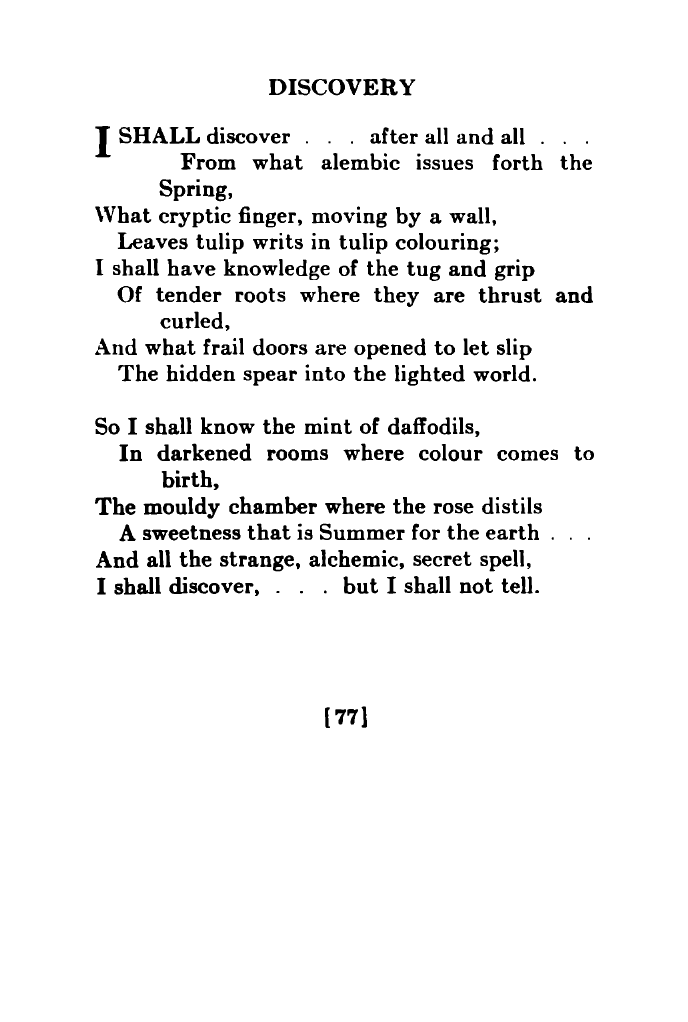 DISCOVERY
I SHALL discover . . . after all and all . . .
From what alembic issues forth the
Spring,
What cryptic finger, moving by a wall,
Leaves tulip writs in tulip colouring;
I shall have knowledge of the tug and grip
Of tender roots where they are thrust and
curled,
And what frail doors are opened to let slip
The hidden spear into the lighted world.
So I shall know the mint of daffodils,
In darkened rooms where colour comes to
birth,
The mouldy chamber where the rose distils
A sweetness that is Summer for the earth . . .
And all the strange, alchemic, secret spell,
I shall discover, . . . but I shall not tell.
[77]